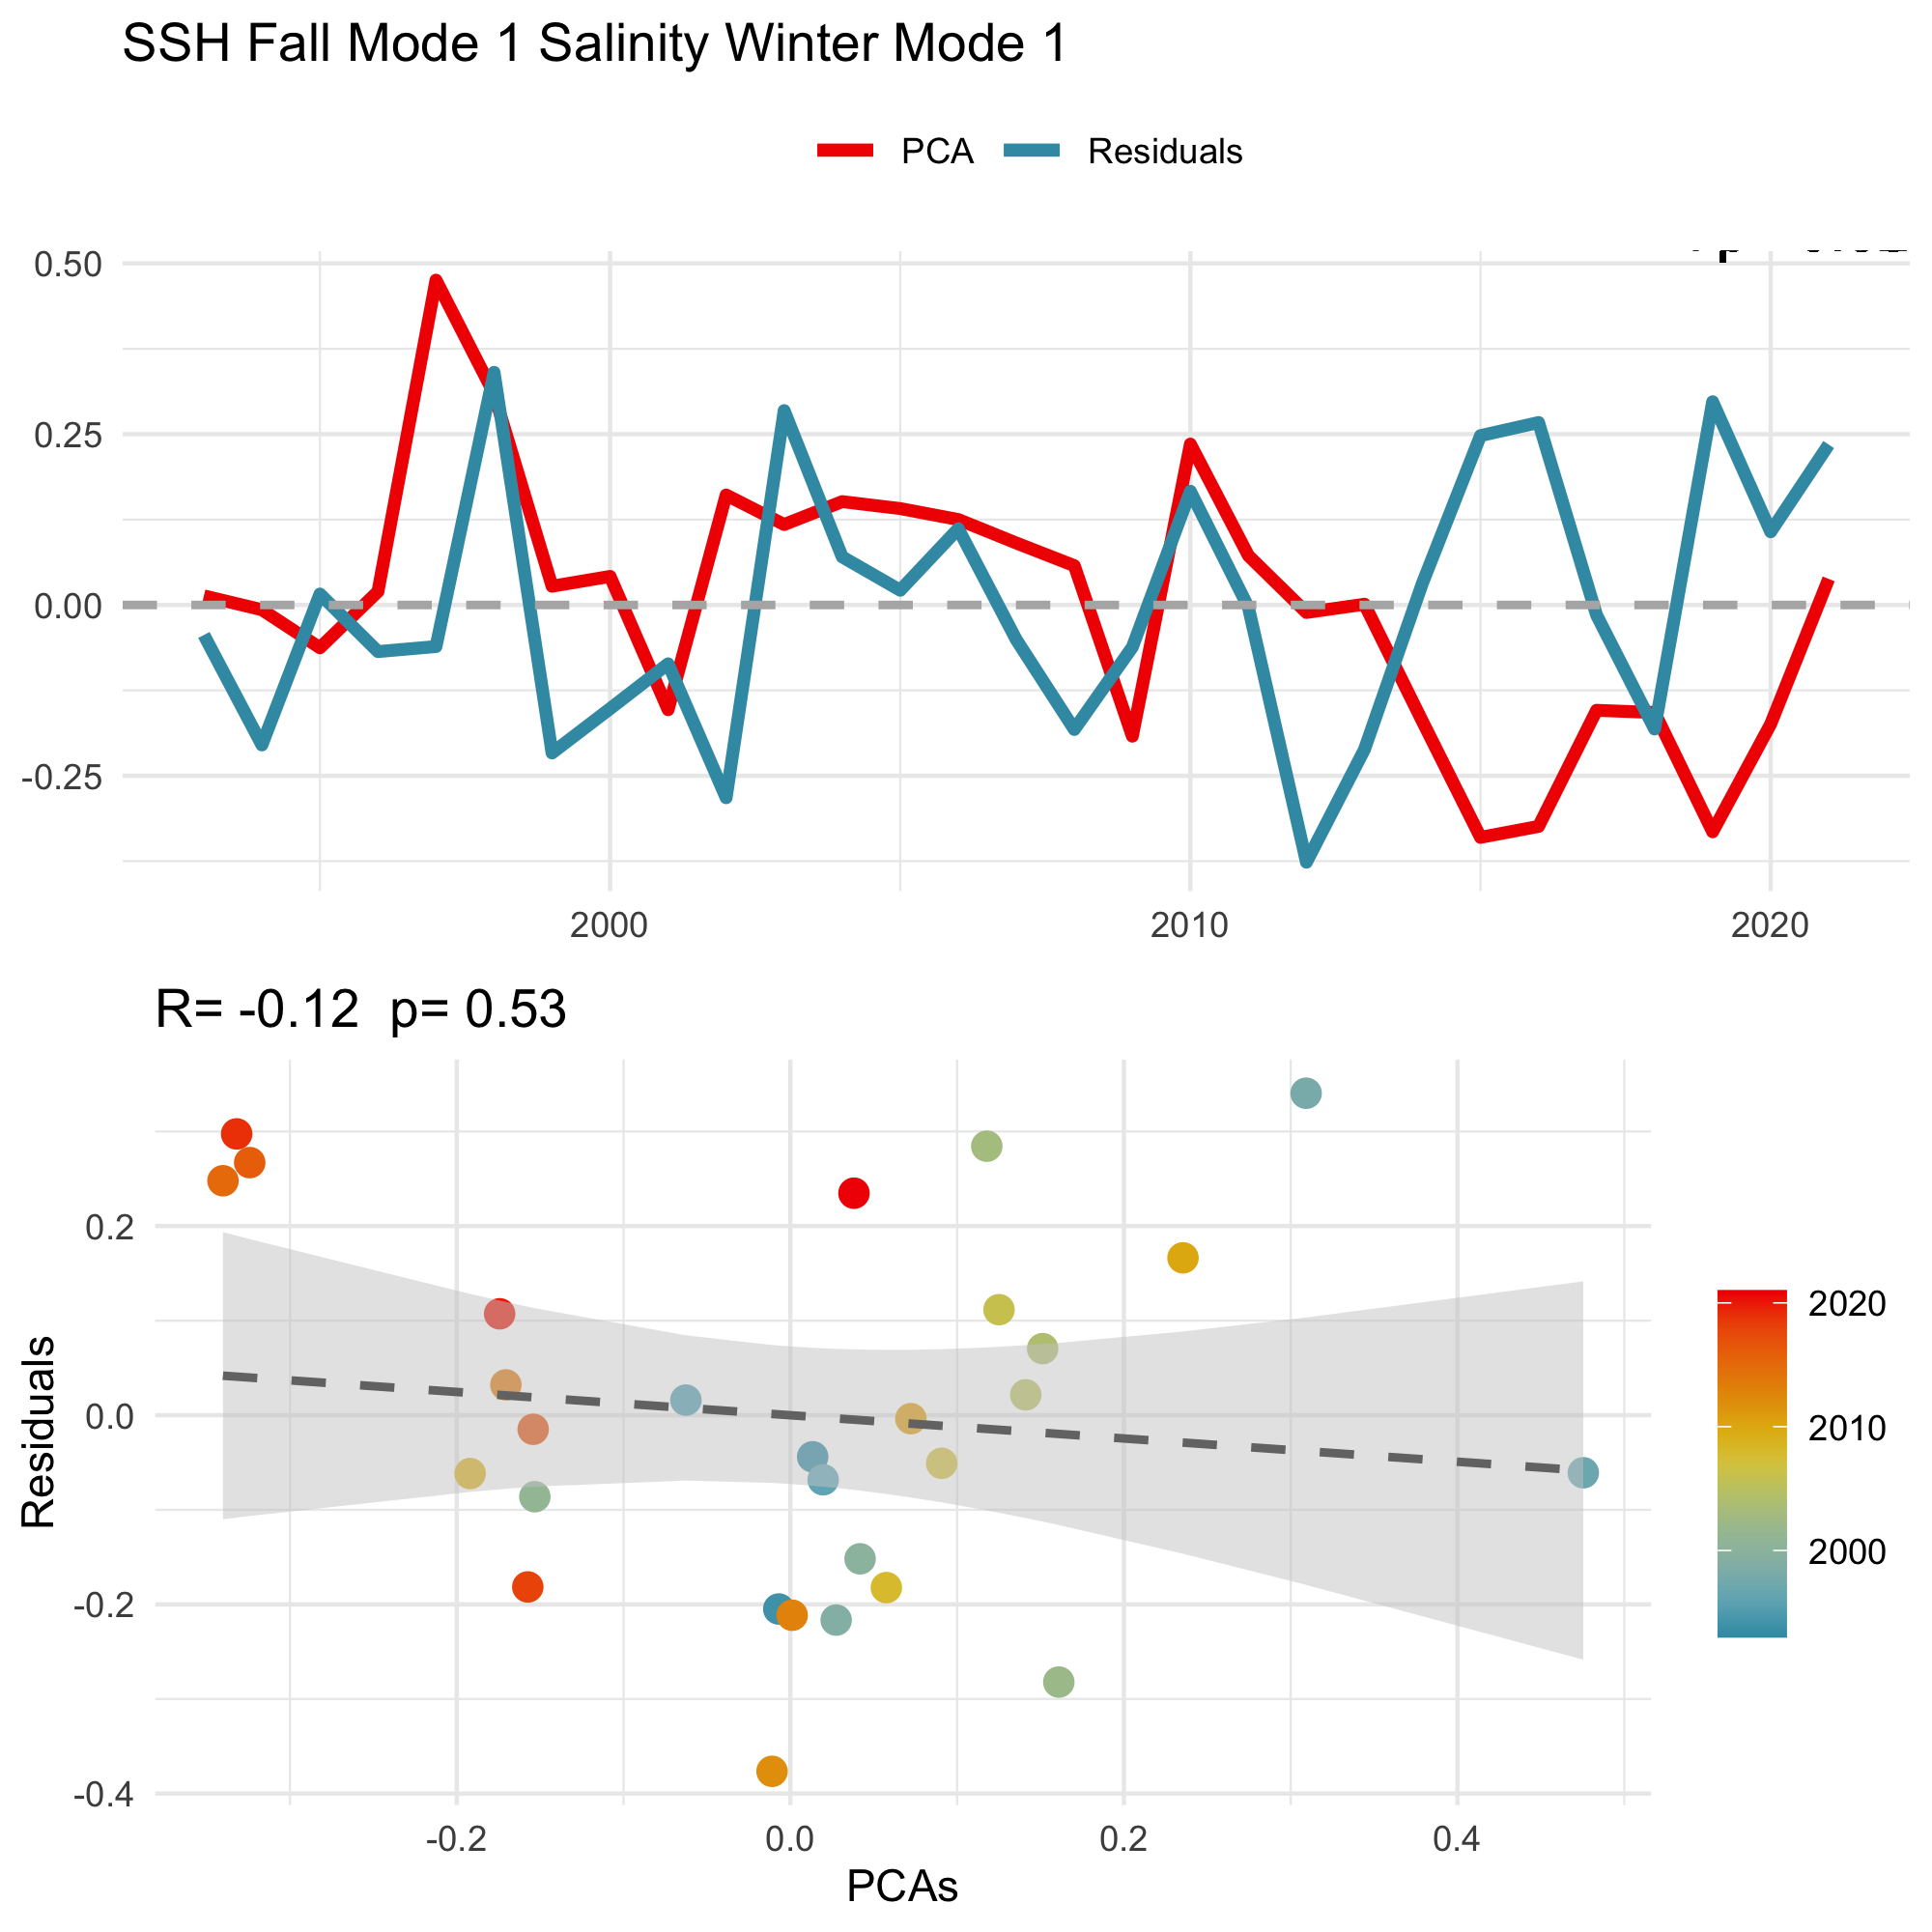 SSH Fall Mode 1 Salinity Winter Mode 1
PCA Residuals
0.50
0.25
0.00
-0.25
2000 2010 2020
R= -0.12  p= 0.53
Residuals
0.2
0.0
-0.2
-0.4
-0.2 0.0 0.2 0.4
PCAs
2020
2010
2000